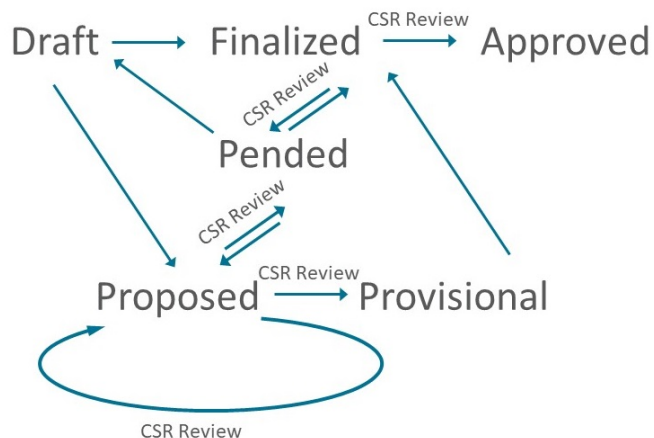 CSR Review
Draft Finalized Approved
CSR Review
Pended
CSR Review
CSR Review
Proposed Provisional
CSR Review